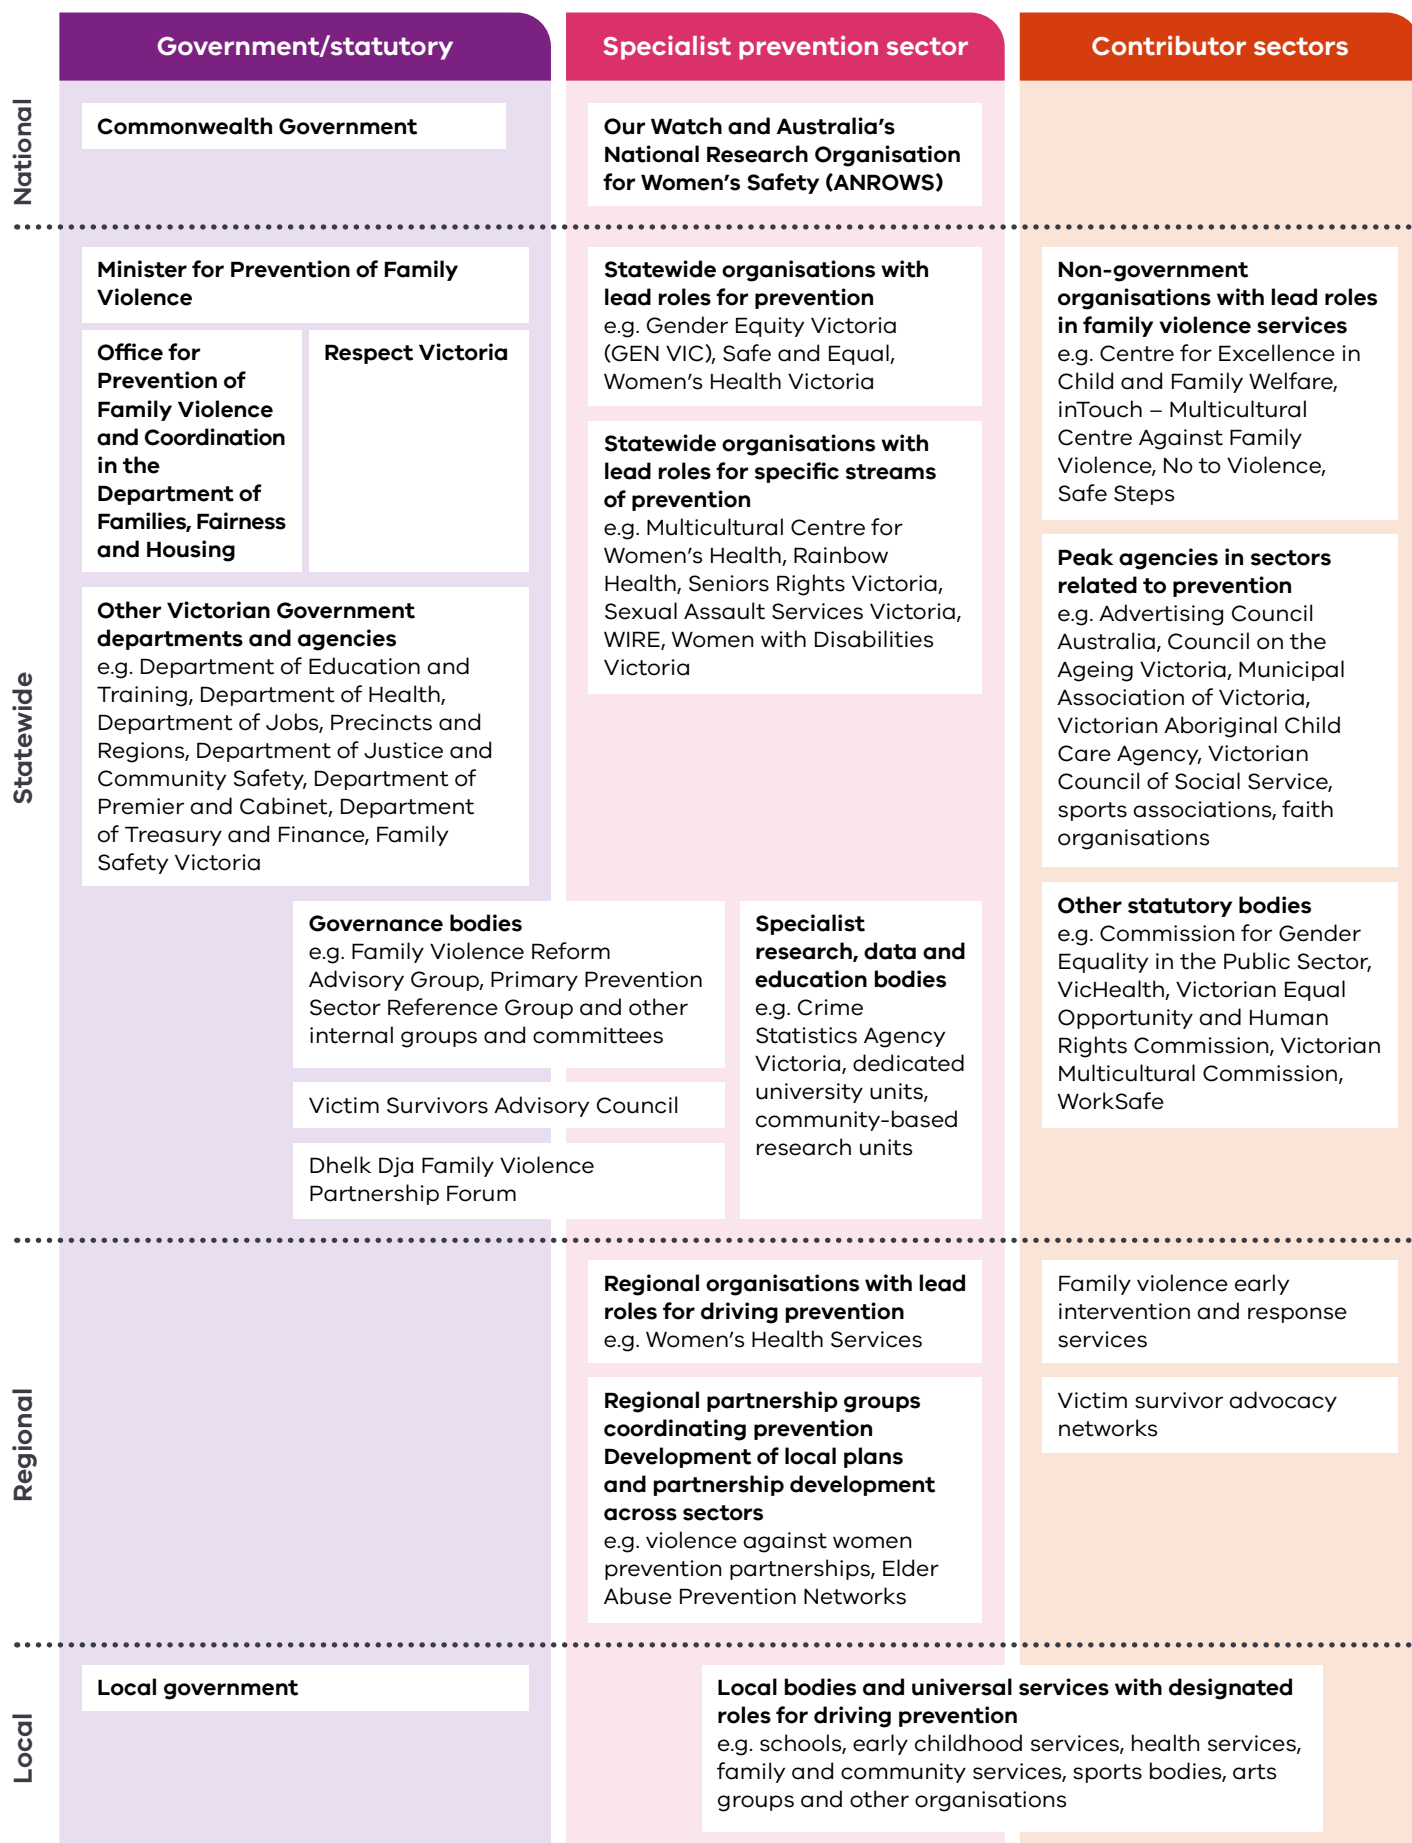 Government/statutory
Specialist prevention sector
Contributor sectors
National
Commonwealth Government
Our Watch and Australia’s
National Research Organisation
for Women’s Safety (ANROWS)
Statewide
Minister for Prevention of Family
Violence
Office for
Prevention of
Family Violence
and Coordination
in the
Department of
Families, Fairness
and Housing
Respect Victoria
Other Victorian Government
departments and agencies
e.g. Department of Education and
Training, Department of Health,
Department of Jobs, Precincts and
Regions, Department of Justice and
Community Safety, Department of
Premier and Cabinet, Department
of Treasury and Finance, Family
Safety Victoria
Statewide organisations with
lead roles for prevention
e.g. Gender Equity Victoria
(GEN VIC), Safe and Equal,
Women’s Health Victoria
Statewide organisations with
lead roles for specific streams
of prevention
e.g. Multicultural Centre for
Women’s Health, Rainbow
Health, Seniors Rights Victoria,
Sexual Assault Services Victoria,
WIRE, Women with Disabilities
Victoria
Governance bodies
e.g. Family Violence Reform
Advisory Group, Primary Prevention
Sector Reference Group and other
internal groups and committees
Victim Survivors Advisory Council
Dhelk Dja Family Violence
Partnership Forum
Specialist
research, data and
education bodies
e.g. Crime
Statistics Agency
Victoria, dedicated
university units,
community-based
research units
Non-government
organisations with lead roles
in family violence services
e.g. Centre for Excellence in
Child and Family Welfare,
inTouch – Multicultural
Centre Against Family
Violence, No to Violence,
Safe Steps
Peak agencies in sectors
related to prevention
e.g. Advertising Council
Australia, Council on the
Ageing Victoria, Municipal
Association of Victoria,
Victorian Aboriginal Child
Care Agency, Victorian
Council of Social Service,
sports associations, faith
organisations
Other statutory bodies
e.g. Commission for Gender
Equality in the Public Sector,
VicHealth, Victorian Equal
Opportunity and Human
Rights Commission, Victorian
Multicultural Commission,
WorkSafe
Regional
Regional organisations with lead
roles for driving prevention
e.g. Women’s Health Services
Regional partnership groups
coordinating prevention
Development of local plans
and partnership development
across sectors
e.g. violence against women
prevention partnerships, Elder
Abuse Prevention Networks
Family violence early
intervention and response
services
Victim survivor advocacy
networks
Local
Local government
Local bodies and universal services with designated
roles for driving prevention
e.g. schools, early childhood services, health services,
family and community services, sports bodies, arts
groups and other organisations